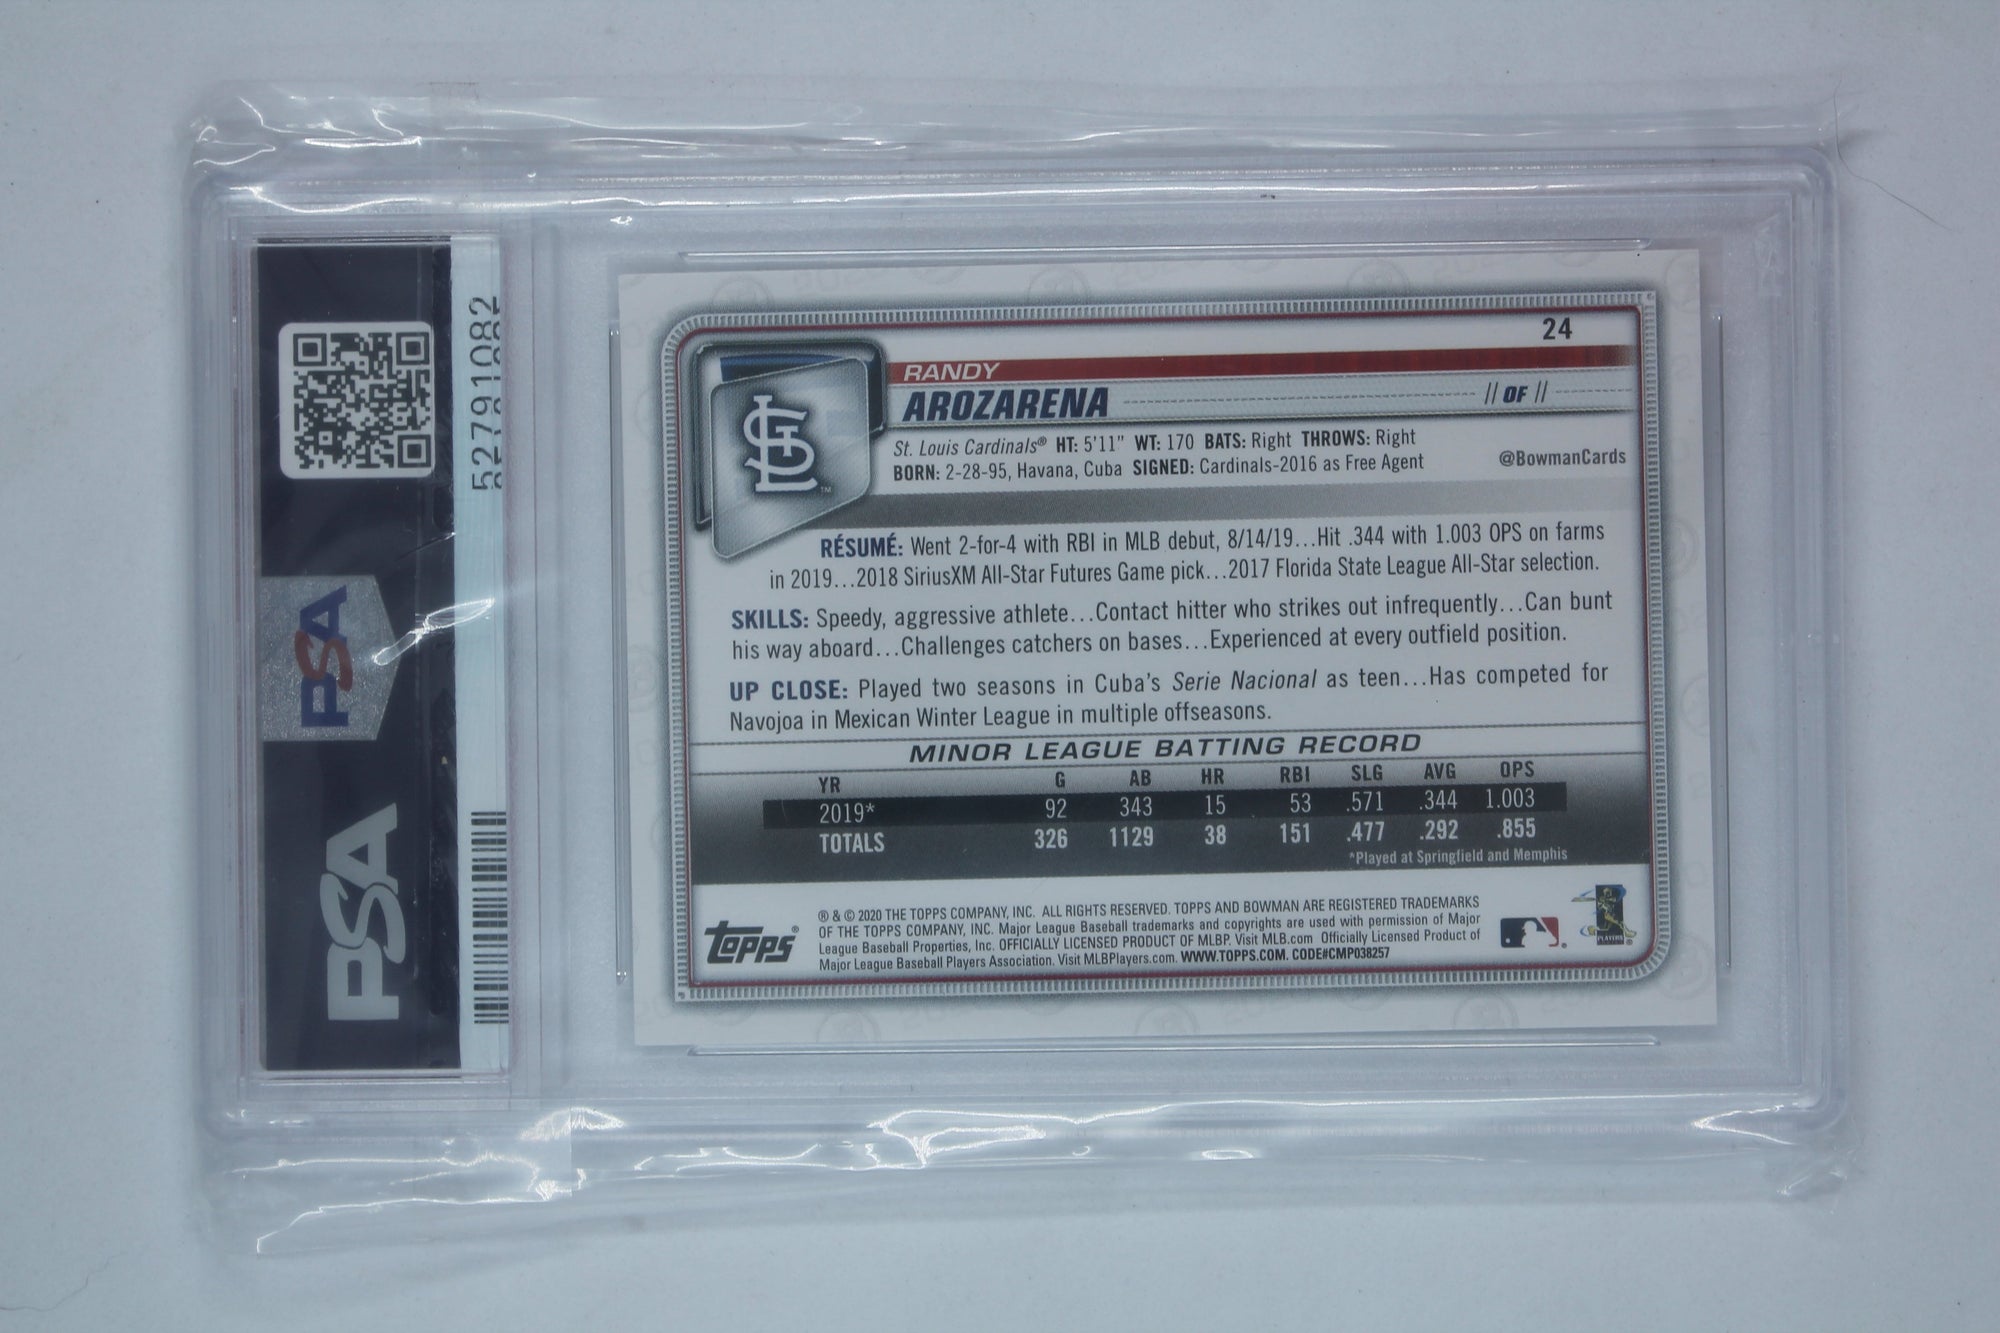 52791082
PSA
PSA
24
RANDY
AROZARENA
// OF //
St. Louis Cardinals® HT: 5'11" WT: 170 BATS: Right THROWS: Right
BORN: 2-28-95, Havana, Cuba SIGNED: Cardinals-2016 as Free Agent
@BowmanCards
STL
™
RÉSUMÉ: Went 2-for-4 with RBI in MLB debut, 8/14/19...Hit .344 with 1.003 OPS on farms
in 2019...2018 SiriusXM All-Star Futures Game pick...2017 Florida State League All-Star selection.
SKILLS: Speedy, aggressive athlete...Contact hitter who strikes out infrequently...Can bunt
his way aboard...Challenges catchers on bases...Experienced at every outfield position.
UP CLOSE: Played two seasons in Cuba's Serie Nacional as teen...Has competed for
Navojoa in Mexican Winter League in multiple offseasons.
MINOR LEAGUE BATTING RECORD
YR G AB HR RBI SLG AVG OPS
2019* 92 343 15 53 .571 .344 1.003
TOTALS 326 1129 38 151 .477 .292 .855
*Played at Springfield and Memphis
topps®
® & © 2020 THE TOPPS COMPANY, INC. ALL RIGHTS RESERVED. TOPPS AND BOWMAN ARE REGISTERED TRADEMARKS
OF THE TOPPS COMPANY, INC. Major League Baseball trademarks and copyrights are used with permission of Major
League Baseball Properties, Inc. OFFICIALLY LICENSED PRODUCT OF MLBP. Visit MLB.com Officially Licensed Product of
Major League Baseball Players Association. Visit MLBPlayers.com. WWW.TOPPS.COM. CODE#CMP038257
PLAYERS